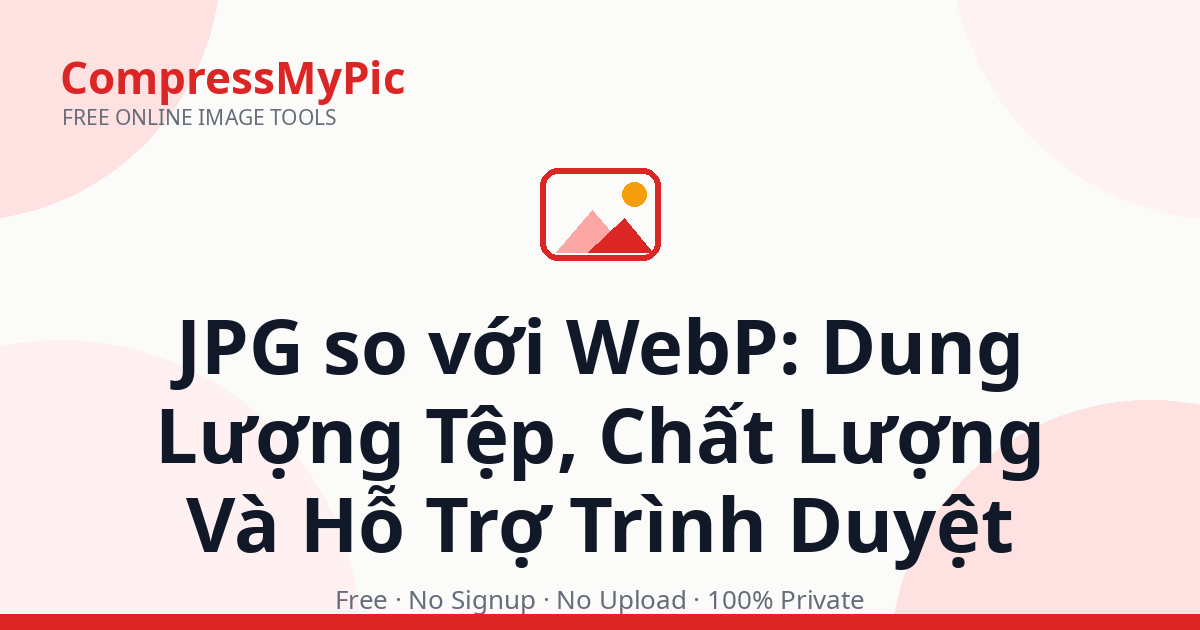 CompressMyPic
FREE ONLINE IMAGE TOOLS
JPG so với WebP: Dung
Lượng Tệp, Chất Lượng
Và Hỗ Trợ Trình Duyệt
Free · No Signup · No Upload · 100% Private